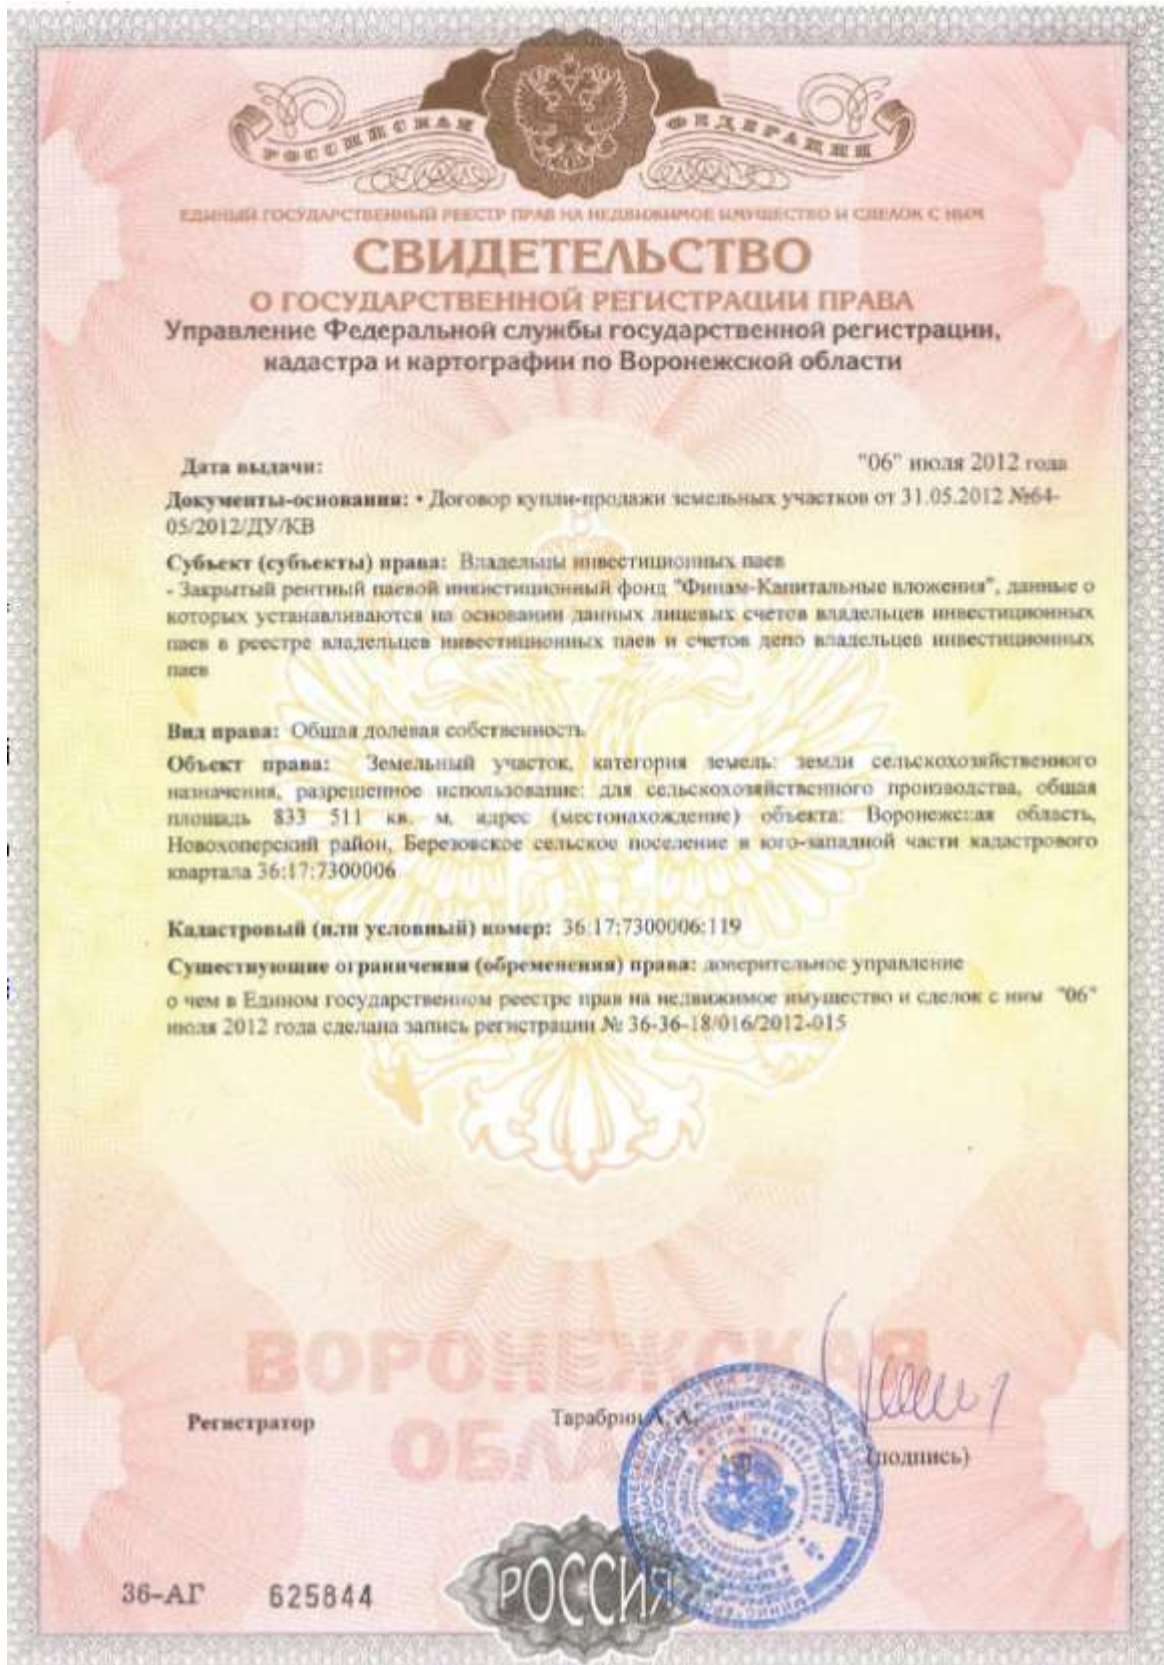 РОССИЙСКАЯ ФЕДЕРАЦИЯ
ЕДИНЫЙ ГОСУДАРСТВЕННЫЙ РЕЕСТР ПРАВ НА НЕДВИЖИМОЕ ИМУЩЕСТВО И СДЕЛОК С НИМ
СВИДЕТЕЛЬСТВО
О ГОСУДАРСТВЕННОЙ РЕГИСТРАЦИИ ПРАВА
Управление Федеральной службы государственной регистрации,
кадастра и картографии по Воронежской области
Дата выдачи: "06" июля 2012 года
Документы-основания: • Договор купли-продажи земельных участков от 31.05.2012 №64-
05/2012/ДУ/КВ
Субъект (субъекты) права: Владельцы инвестиционных паев
- Закрытый рентный паевой инвистиционный фонд "Финам-Капитальные вложения", данные о
которых устанавливаются на основании данных лицевых счетов владельцев инвестиционных
паев в реестре владельцев инвестиционных паев и счетов депо владельцев инвестиционных
паев
Вид права: Общая долевая собственность
Объект права: Земельный участок, категория земель: земли сельскохозяйственного
назначения, разрешенное использование: для сельскохозяйственного производства, общая
площадь 833 511 кв. м, адрес (местонахождение) объекта: Воронежская область,
Новохоперский район, Березовское сельское поселение в юго-западной части кадастрового
квартала 36:17:7300006
Кадастровый (или условный) номер: 36:17:7300006:119
Существующие ограничения (обременения) права: доверительное управление
о чем в Едином государственном реестре прав на недвижимое имущество и сделок с ним "06"
июля 2012 года сделана запись регистрации № 36-36-18/016/2012-015
ВОРОНЕЖСКАЯ
Регистратор Тарабрин А. А.
(подпись)
36-АГ 625844
РОССИЯ